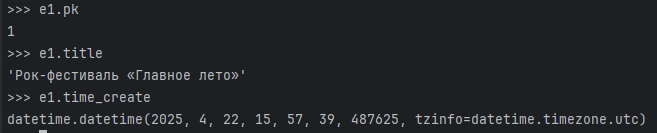 >>> e1.pk
1
>>> e1.title
'Рок-фестиваль «Главное лето»'
>>> e1.time_create
datetime.datetime(2025, 4, 22, 15, 57, 39, 487625, tzinfo=datetime.timezone.utc)